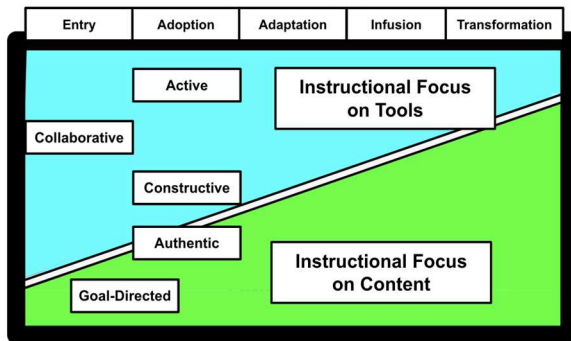 Entry
Adoption
Adaptation
Infusion
Transformation
Active
Instructional Focus
on Tools
Collaborative
Constructive
Authentic
Instructional Focus
on Content
Goal-Directed